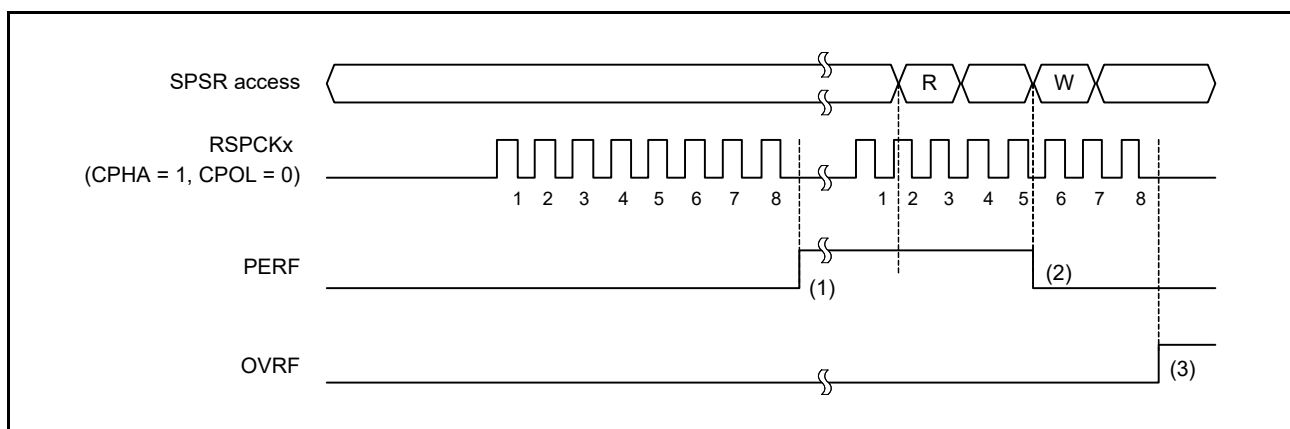 SPSR access
R
W
RSPCKx
(CPHA = 1, CPOL = 0)
1 2 3 4 5 6 7 8 1 2 3 4 5 6 7 8
PERF
(1)
(2)
OVRF
(3)